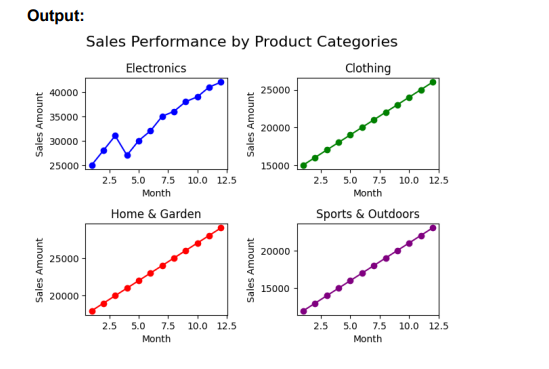 Output:
Sales Performance by Product Categories
Electronics
Sales Amount
40000
35000
30000
25000
2.5 5.0 7.5 10.0 12.5
Month
Clothing
Sales Amount
25000
20000
15000
2.5 5.0 7.5 10.0 12.5
Month
Home & Garden
Sales Amount
25000
20000
2.5 5.0 7.5 10.0 12.5
Month
Sports & Outdoors
Sales Amount
20000
15000
2.5 5.0 7.5 10.0 12.5
Month